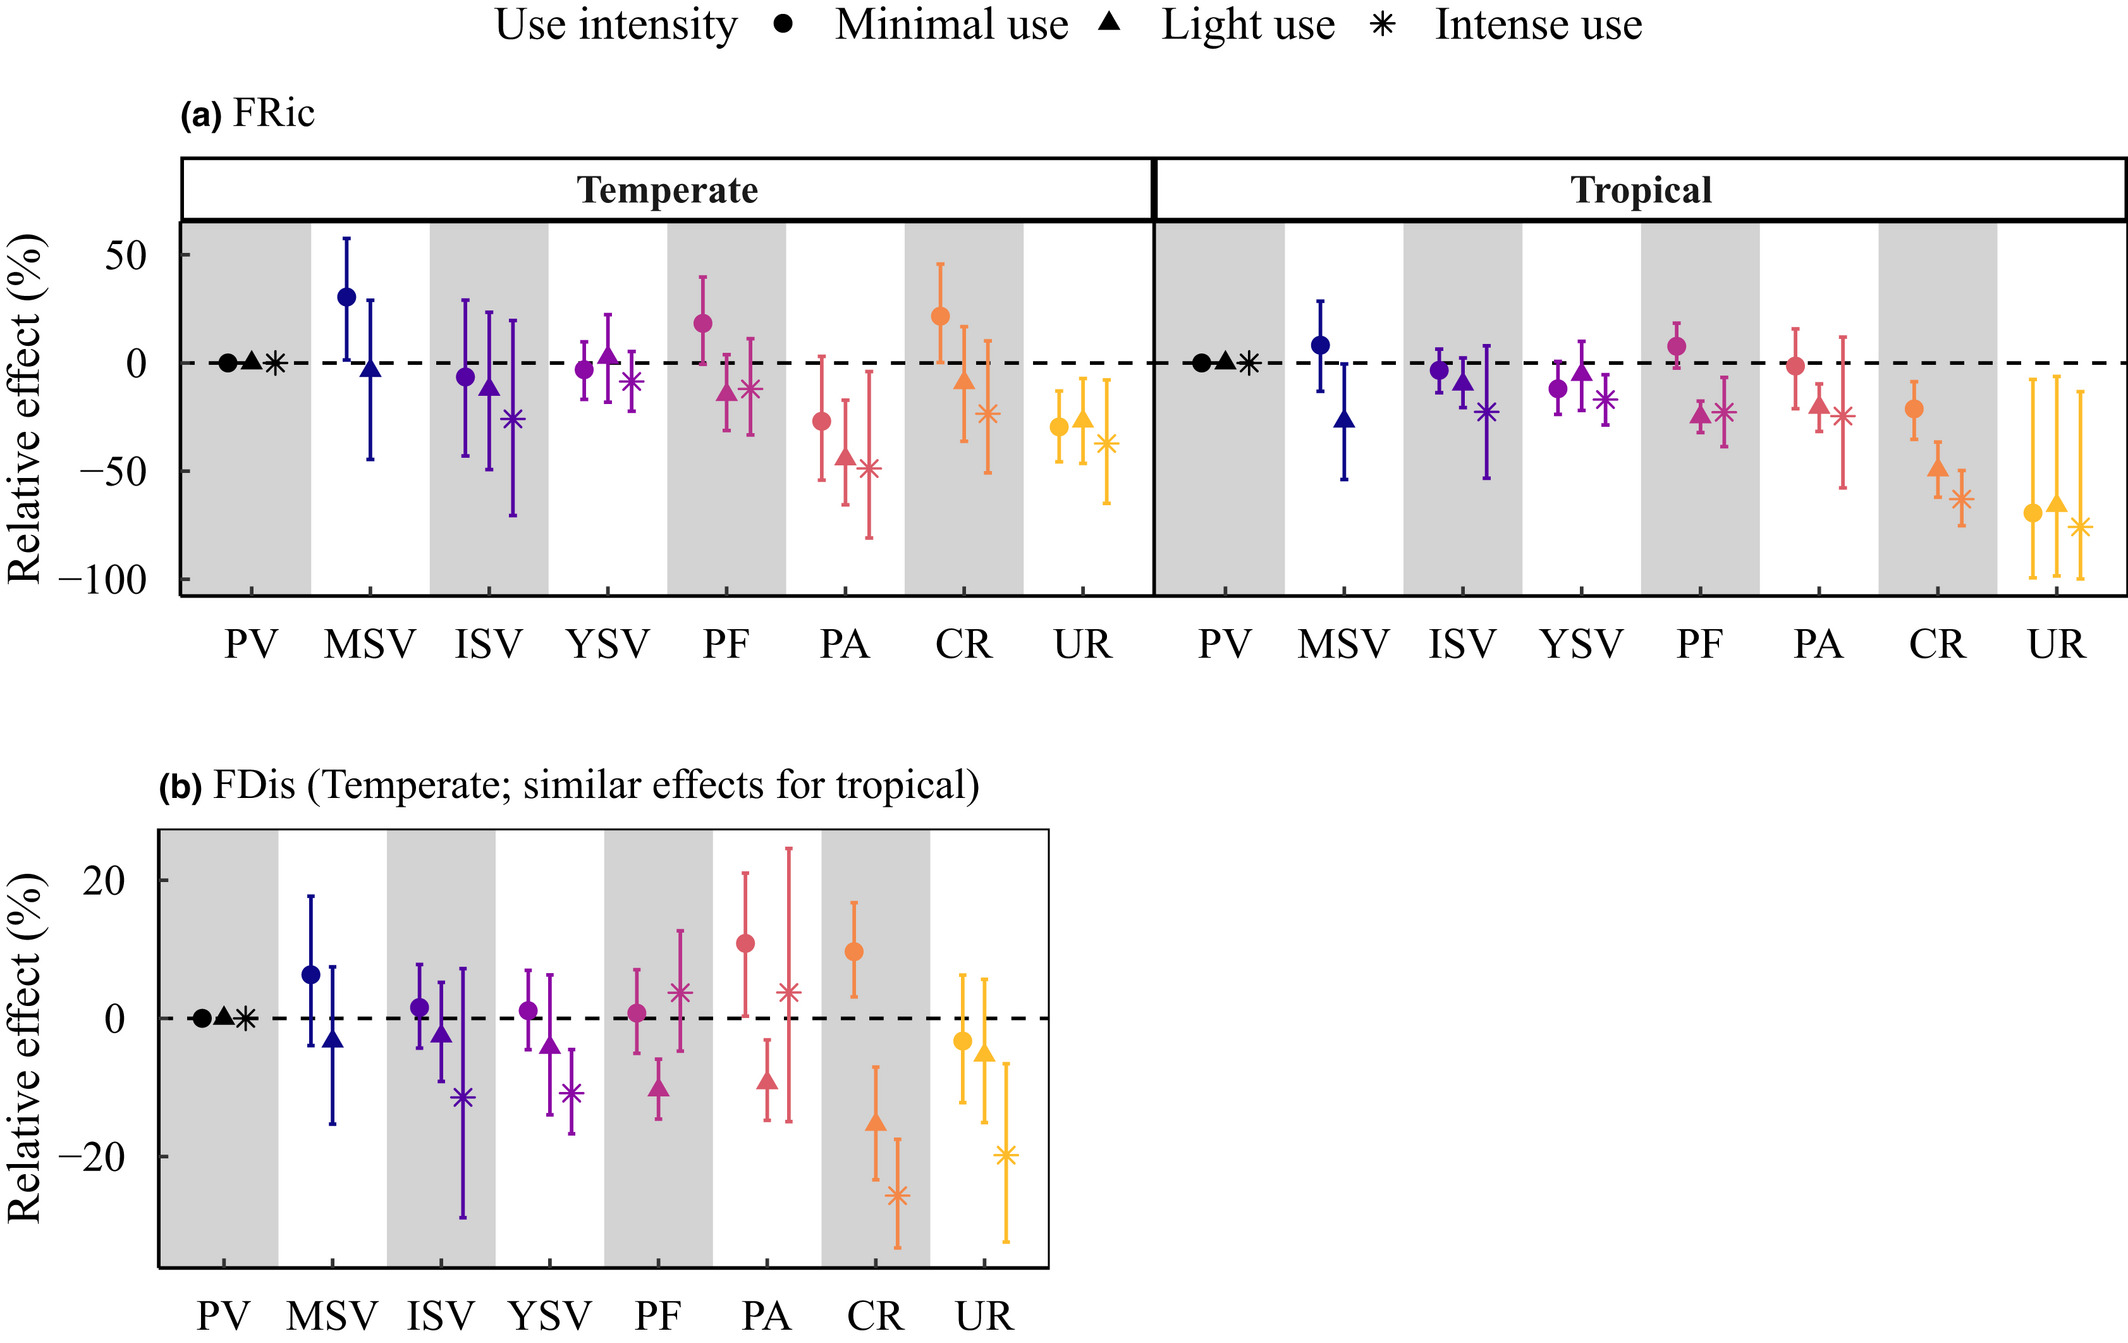 Use intensity Minimal use Light use Intense use
(a) FRic
Temperate Tropical
Relative effect (%)
50
0
−50
−100
PV MSV ISV YSV PF PA CR UR PV MSV ISV YSV PF PA CR UR
(b) FDis (Temperate; similar effects for tropical)
Relative effect (%)
20
0
−20
PV MSV ISV YSV PF PA CR UR